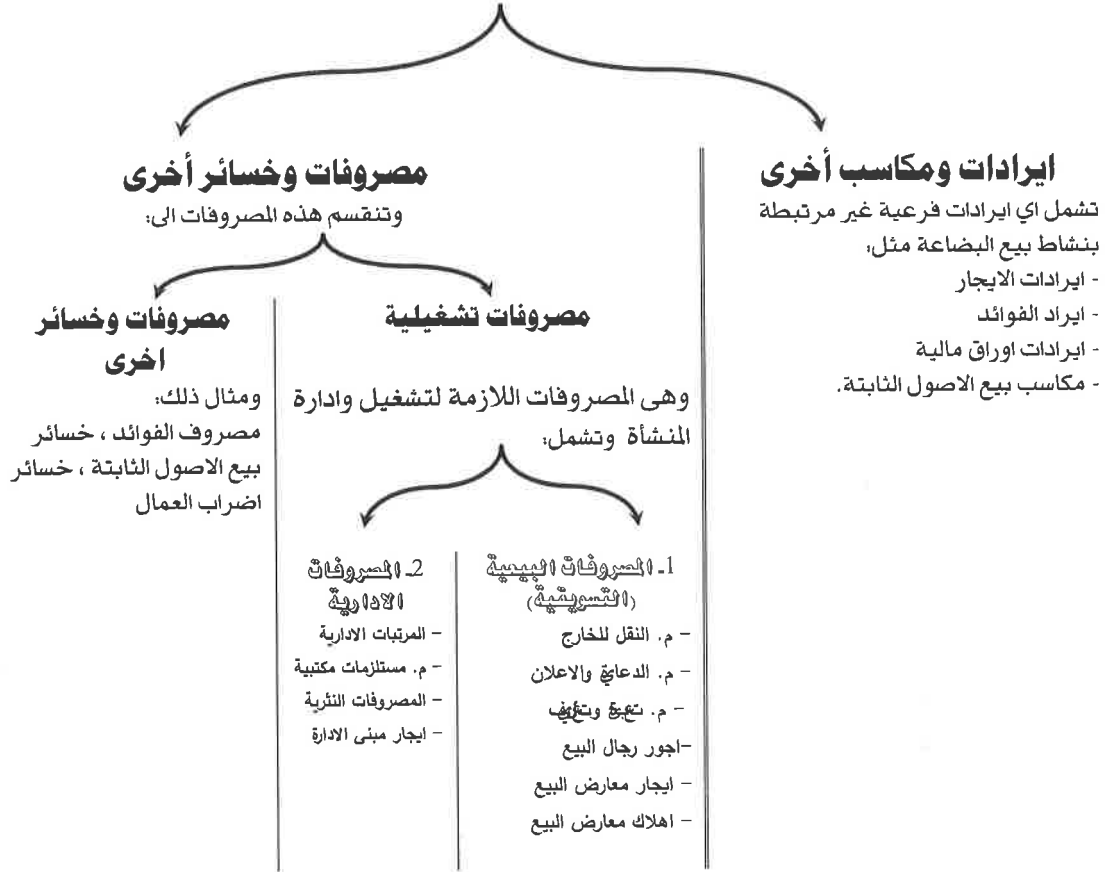 ايرادات ومكاسب أخرى
تشمل اي ايرادات فرعية غير مرتبطة
بنشاط بيع البضاعة مثل:
- ايرادات الايجار
- ايراد الفوائد
- ايرادات اوراق مالية
- مكاسب بيع الاصول الثابتة.
مصروفات وخسائر أخرى
وتنقسم هذه المصروفات الى:
مصروفات تشغيلية
وهى المصروفات اللازمة لتشغيل وادارة
المنشأة وتشمل:
1ـ المصروفات البيعية
(التسويقية)
– م. النقل للخارج
– م. الدعاية والاعلان
– م.
–اجور رجال البيع
– ايجار معارض البيع
– اهلاك معارض البيع
2ـ المصروفات
الادارية
– المرتبات الادارية
– م. مستلزمات مكتبية
– المصروفات النثرية
– ايجار مبنى الادارة
مصروفات وخسائر
اخرى
ومثال ذلك:
مصروف الفوائد ، خسائر
بيع الاصول الثابتة ، خسائر
اضراب العمال